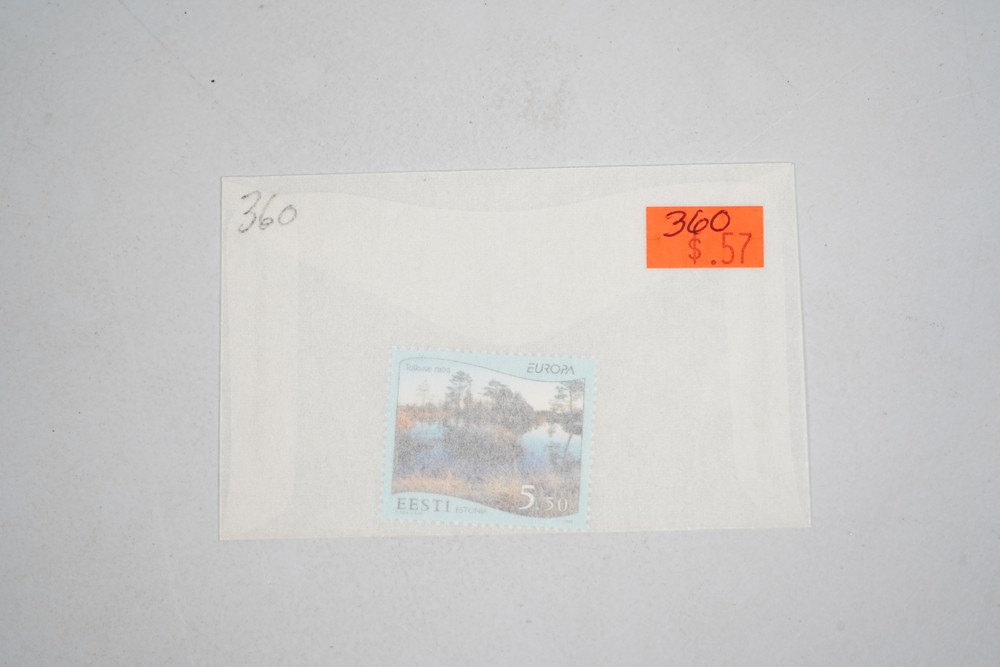 360
360
$.57
Tolkuse raba
EUROPA
EESTI ESTONIA
5.50